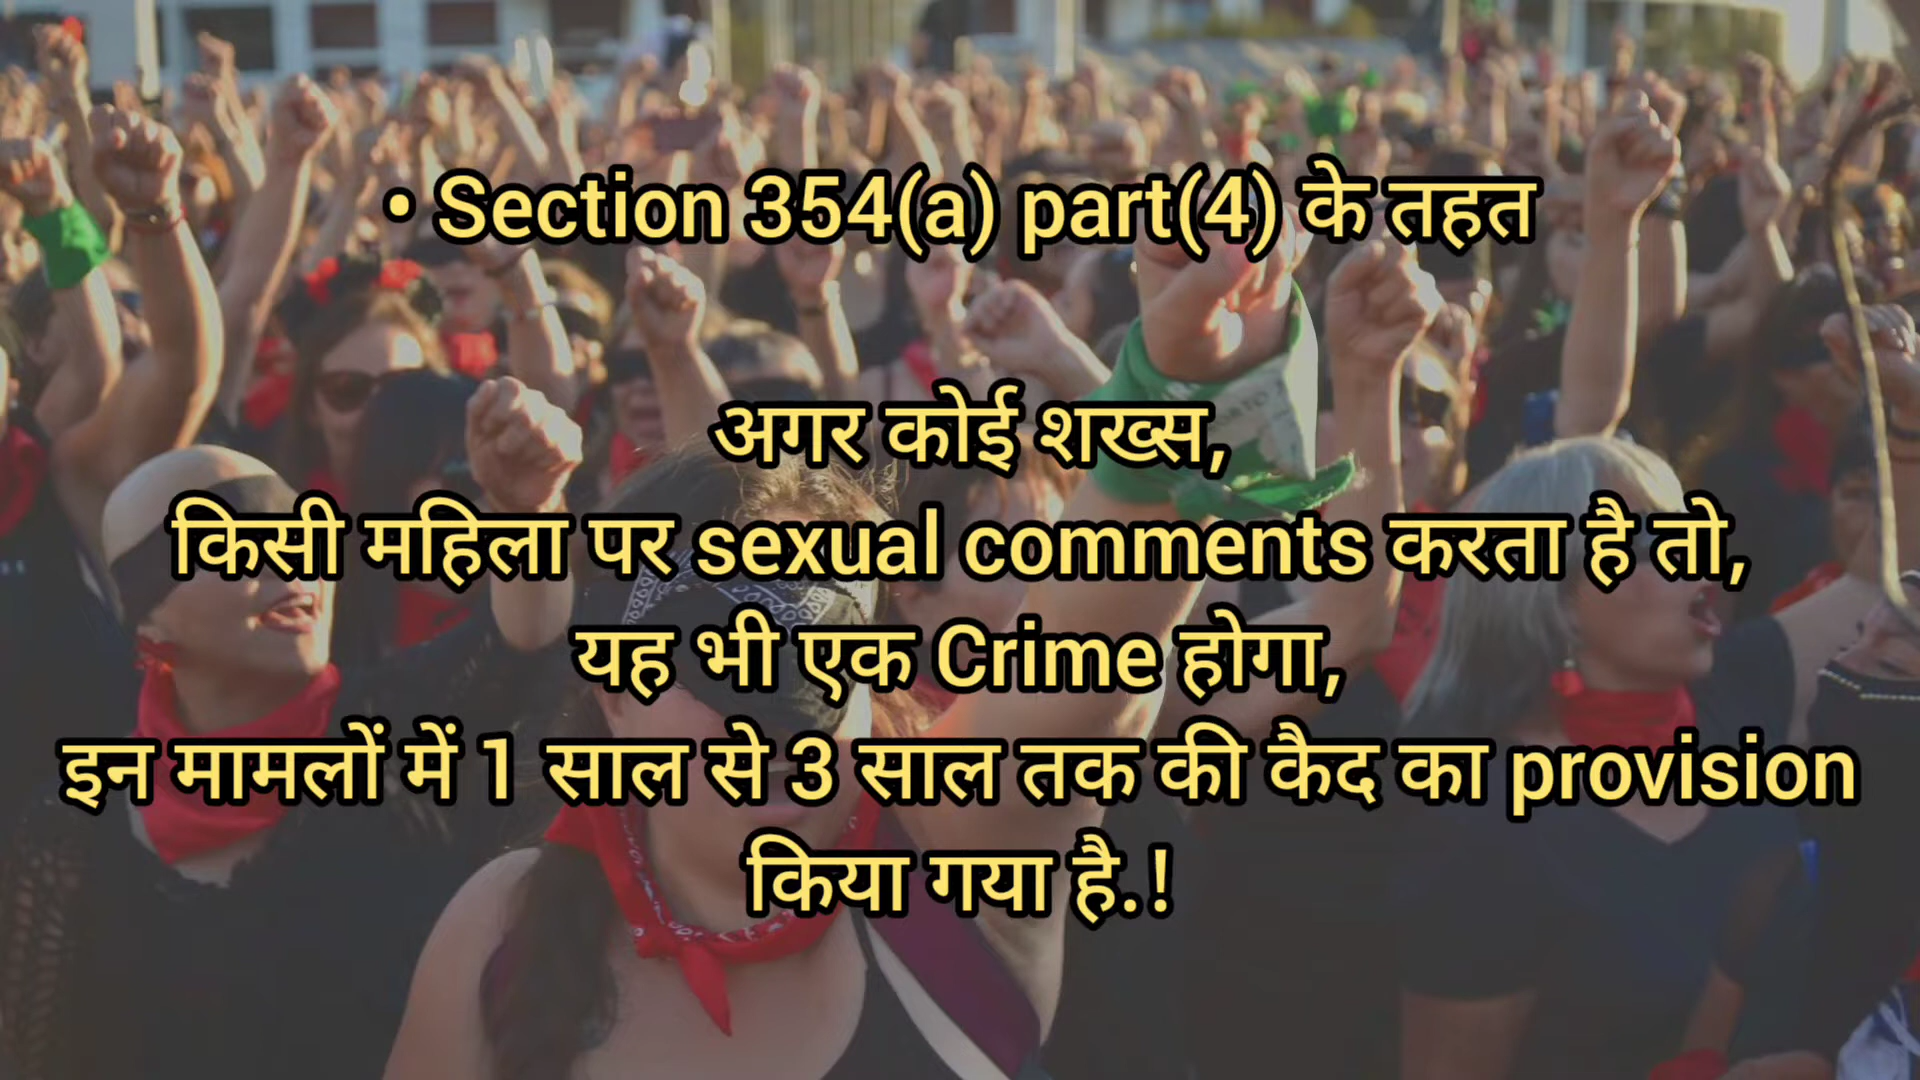 • Section 354(a) part(4) के तहत
अगर कोई शख्स,
किसी महिला पर sexual comments करता है तो,
यह भी एक Crime होगा,
इन मामलों में 1 साल से 3 साल तक की कैद का provision
किया गया है.!